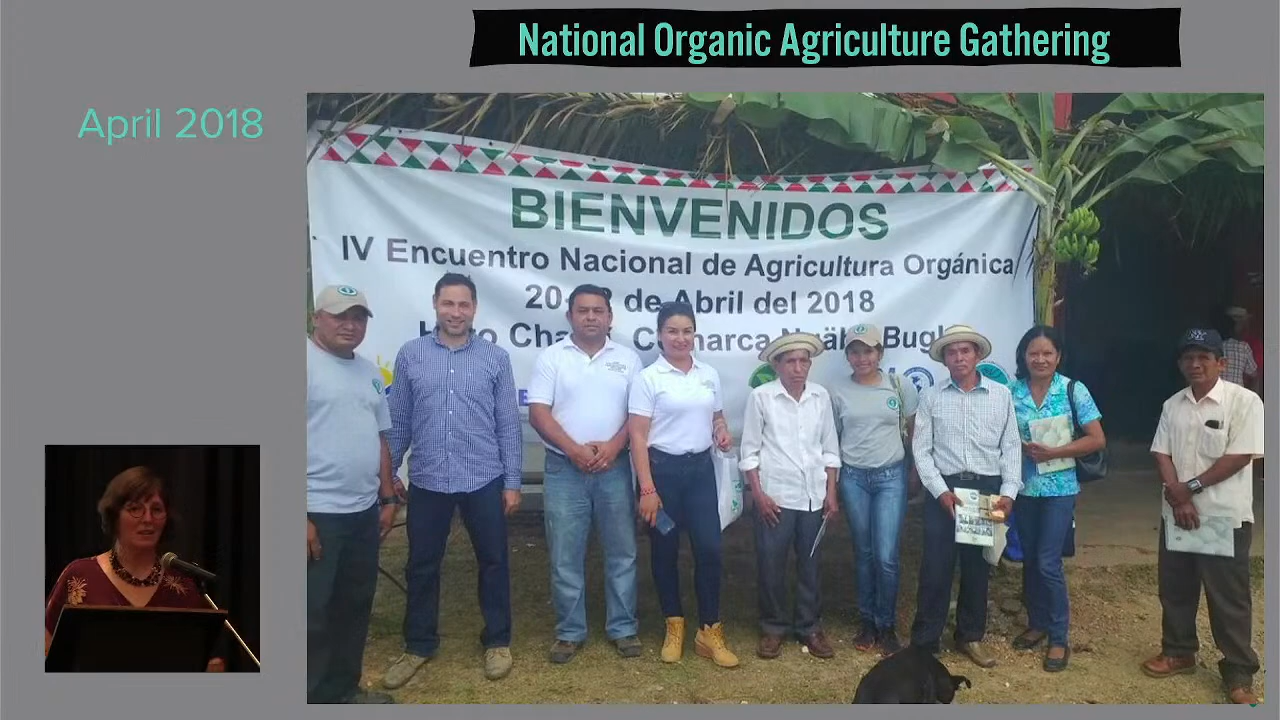 National Organic Agriculture Gathering
April 2018
BIENVENIDOS
IV Encuentro Nacional de Agricultura Orgánica
de Abril del 2018